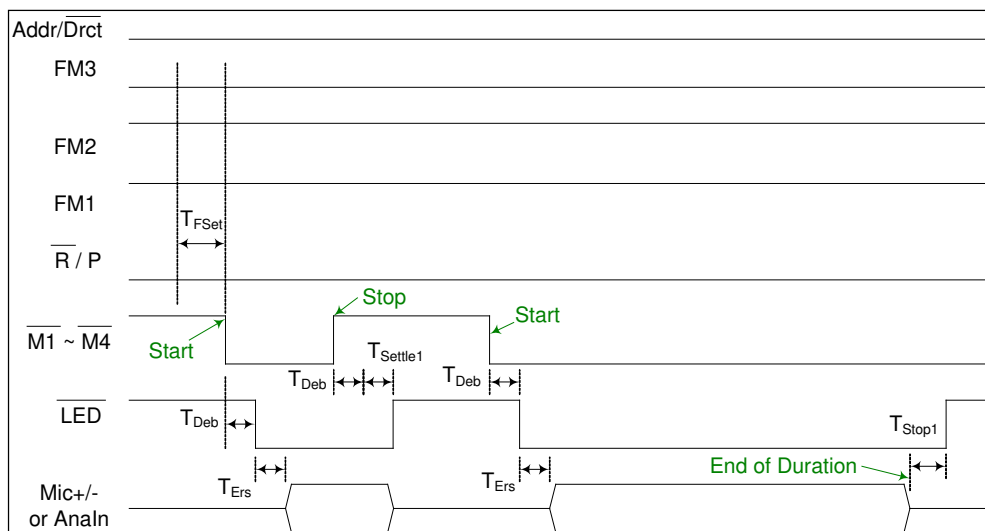 Addr/Drct
FM3
FM2
FM1
TFSet
R / P
Stop
Start
M1 ~ M4
Start
TSettle1
TDeb
TDeb
LED
TDeb
TStop1
End of Duration
TErs
TErs
Mic+/-
or AnaIn